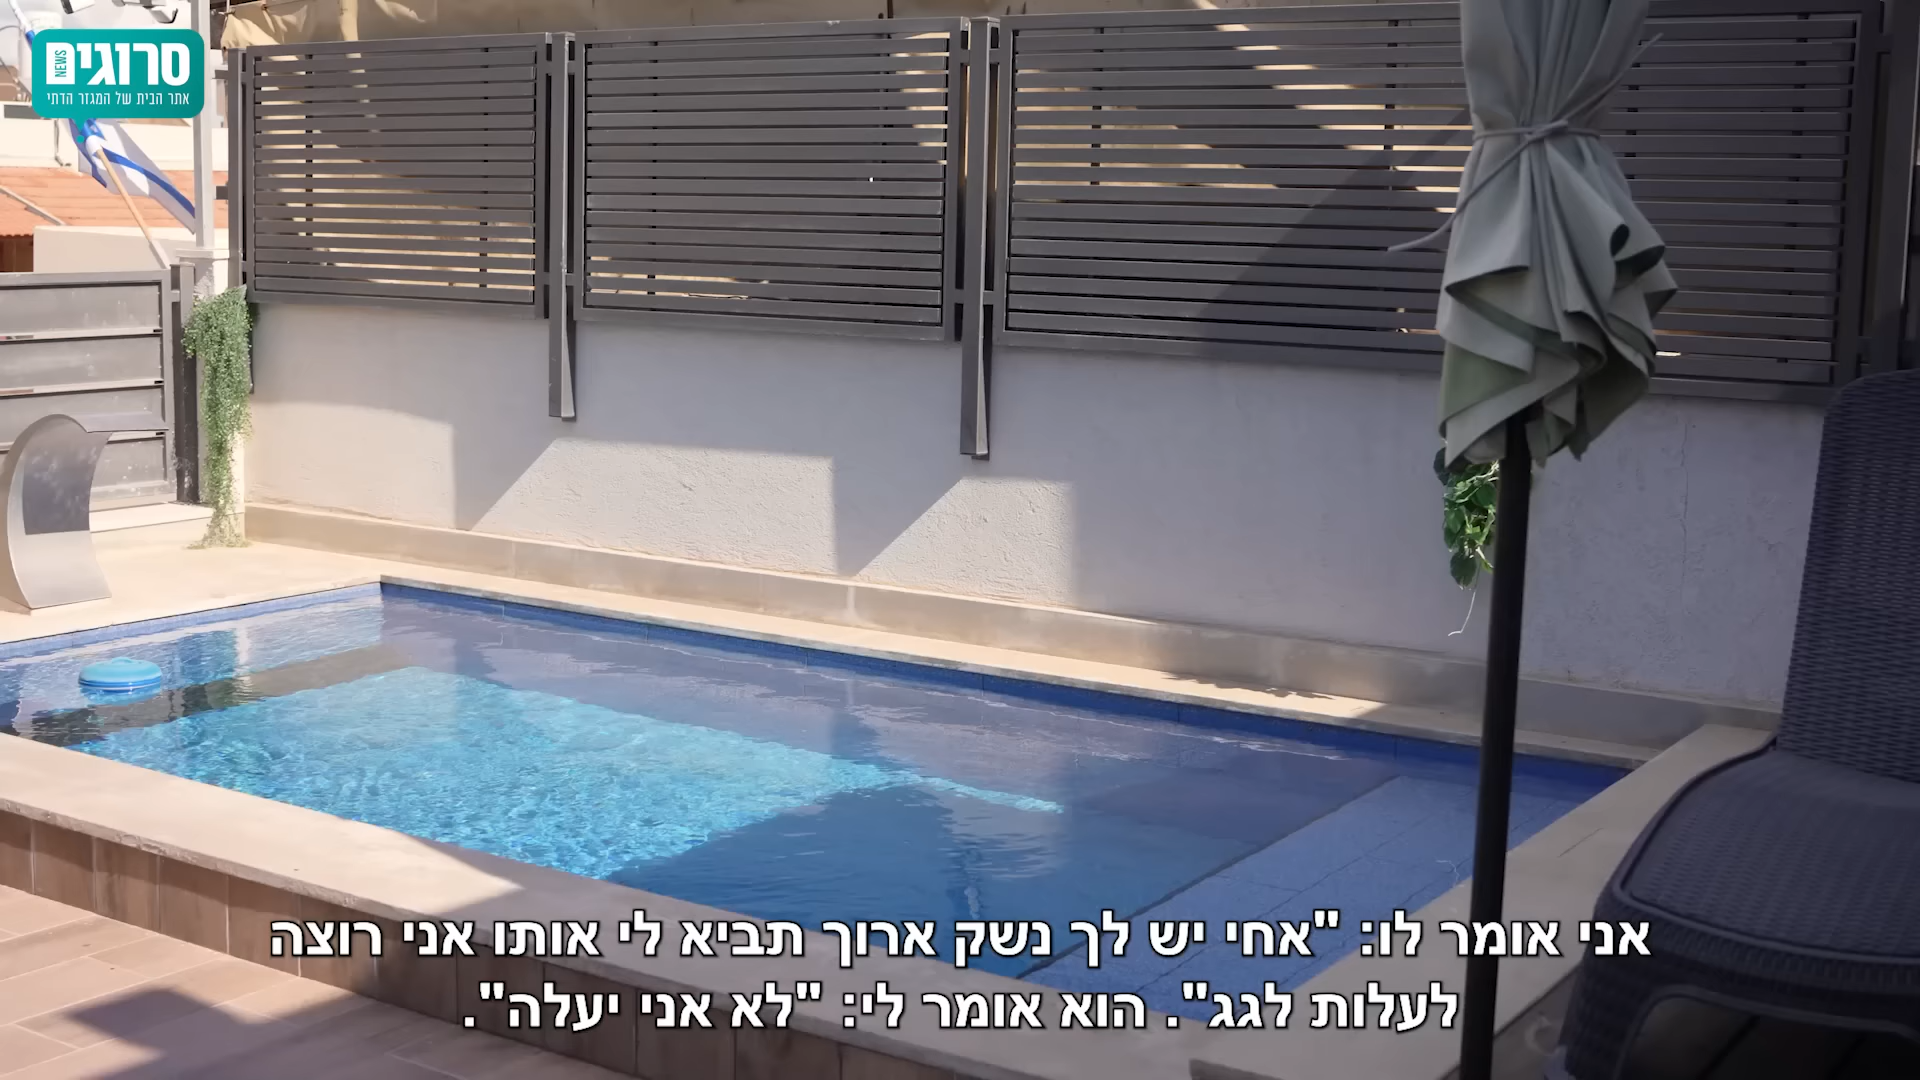 סרוגים
NEWS
אתר הבית של המגזר הדתי
אני אומר לו: "אחי יש לך נשק ארוך תביא לי אותו אני רוצה
לעלות לגג". הוא אומר לי: "לא אני יעלה".